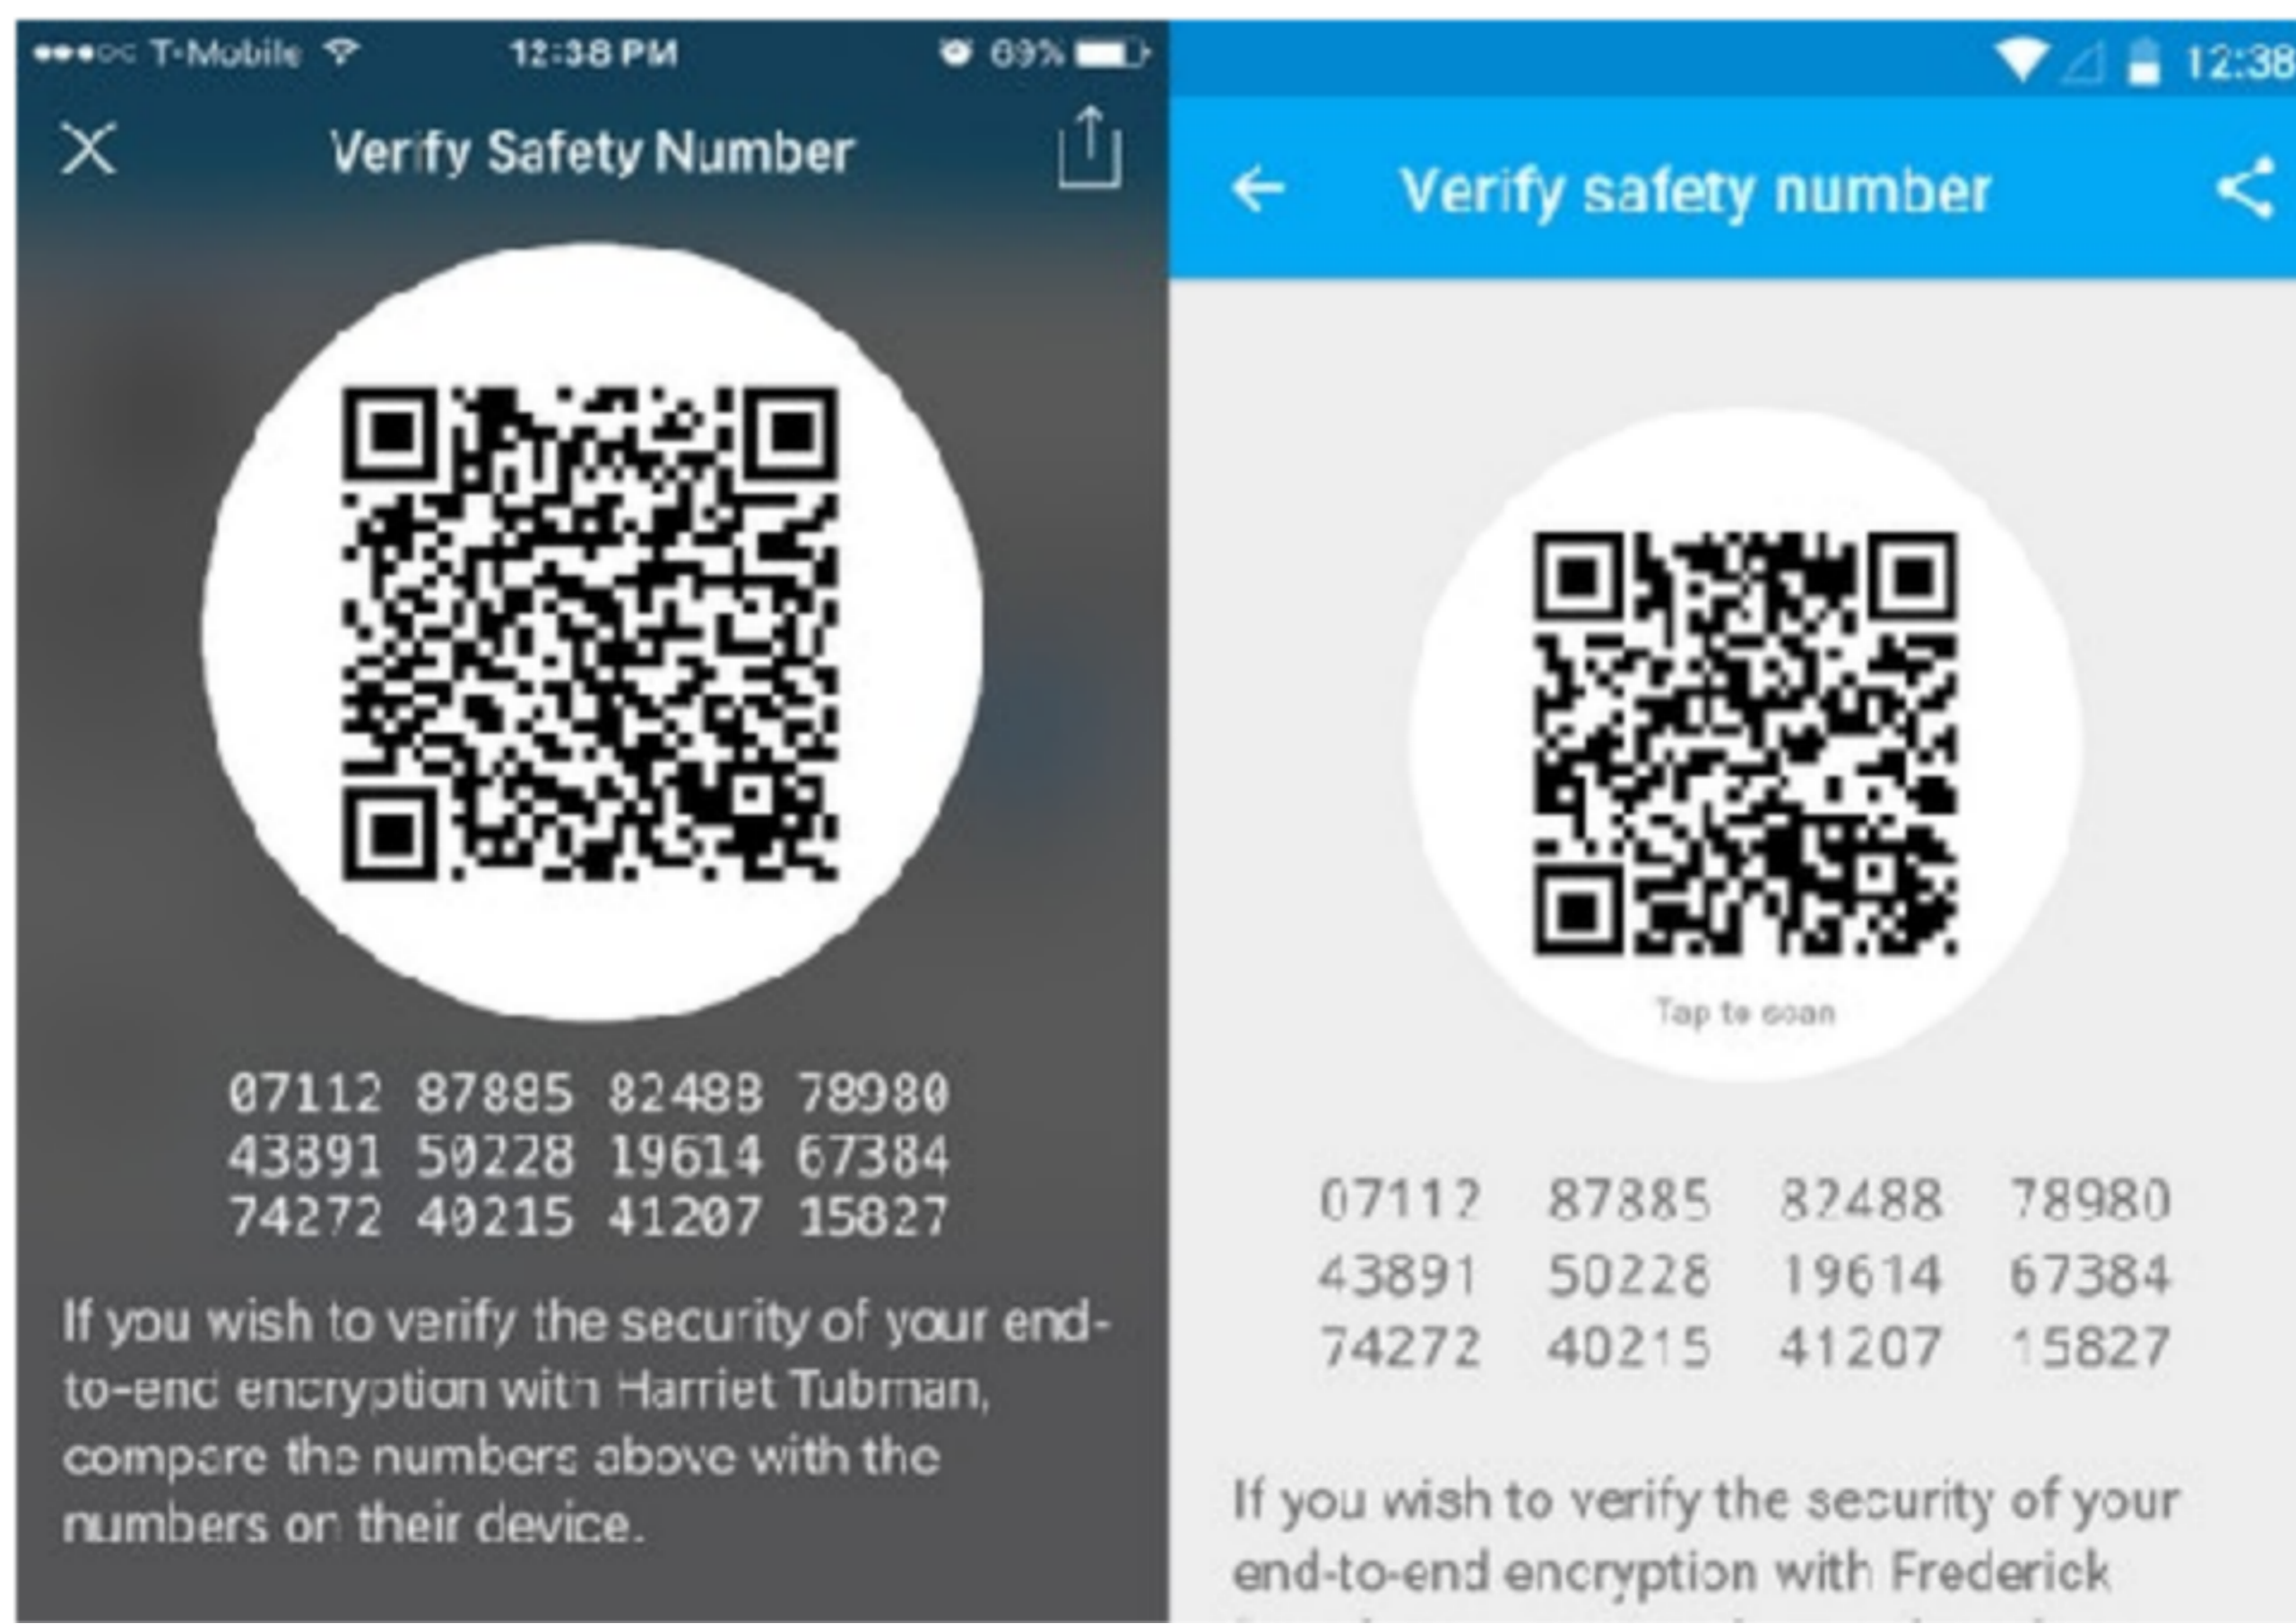 T-Mobile 12:38 PM 69%
Verify Safety Number
07112 87885 82488 78980
43891 50228 19614 67384
74272 40215 41207 15827
If you wish to verify the security of your end-
to-end encryption with Harriet Tubman,
compare the numbers above with the
numbers on their device.
12:38
Verify safety number
Tap to scan
07112 87885 82488 78980
43891 50228 19614 67384
74272 40215 41207 15827
If you wish to verify the security of your
end-to-end encryption with Frederick